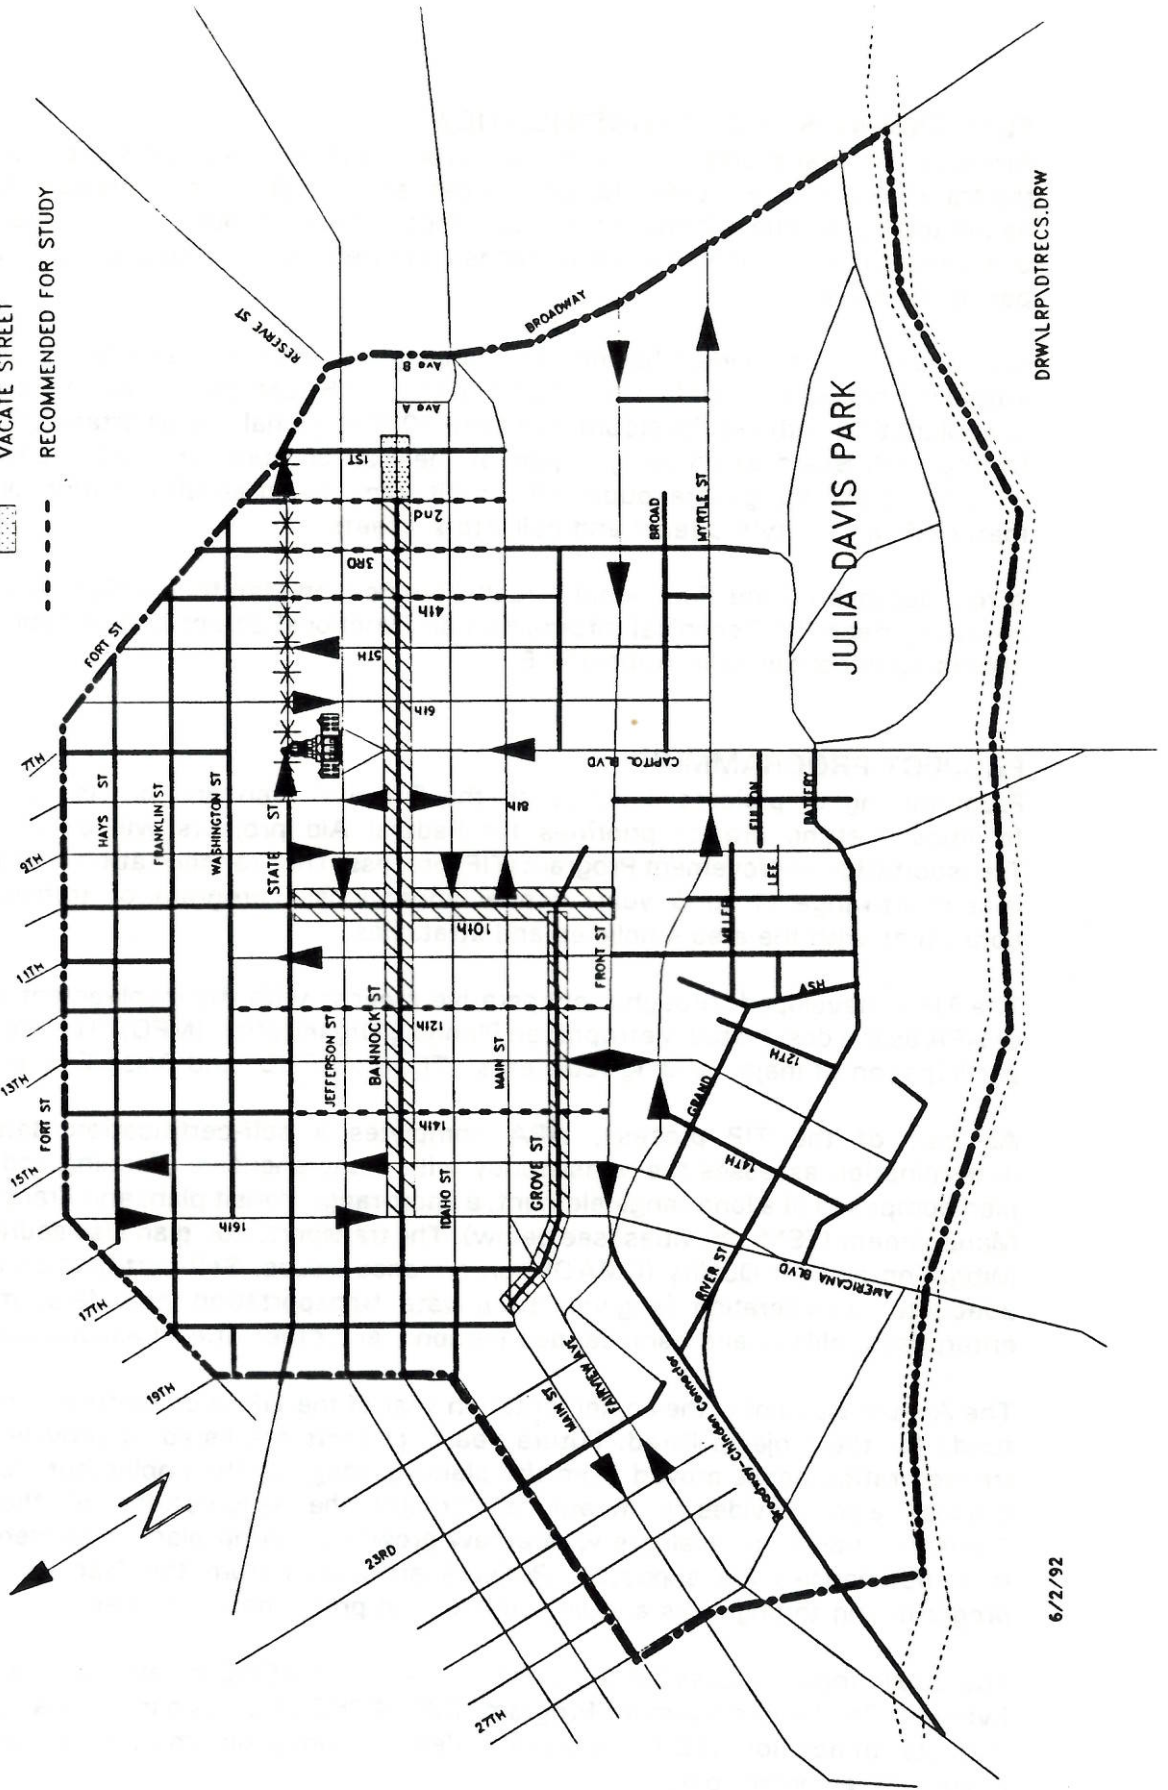 VACATE STREET
RECOMMENDED FOR STUDY
RESERVE ST
BROADWAY
FORT ST
Ave B
Ave A
1ST
2nd
3RD
4th
5TH
6th
7TH
HAYS ST
FRANKLIN ST
WASHINGTON ST
STATE ST
9TH
8th
CAPITOL BLVD
BROAD
MYRTLE ST
JULIA DAVIS PARK
FULTON
BATTERY
LEE
MILLER
ASH
10th
FRONT ST
11TH
JEFFERSON ST
BANNOCK ST
12th
MAIN ST
13TH
FORT ST
14th
15TH
16th
IDAHO ST
GROVE ST
GRAND
12TH
14TH
RIVER ST
AMERICANA BLVD
17TH
19TH
MAIN ST
FAIRVIEW AVE
Broadway-Chinden Connector
23RD
27TH
N
DRW\LRP\DTRECS.DRW
6/2/92